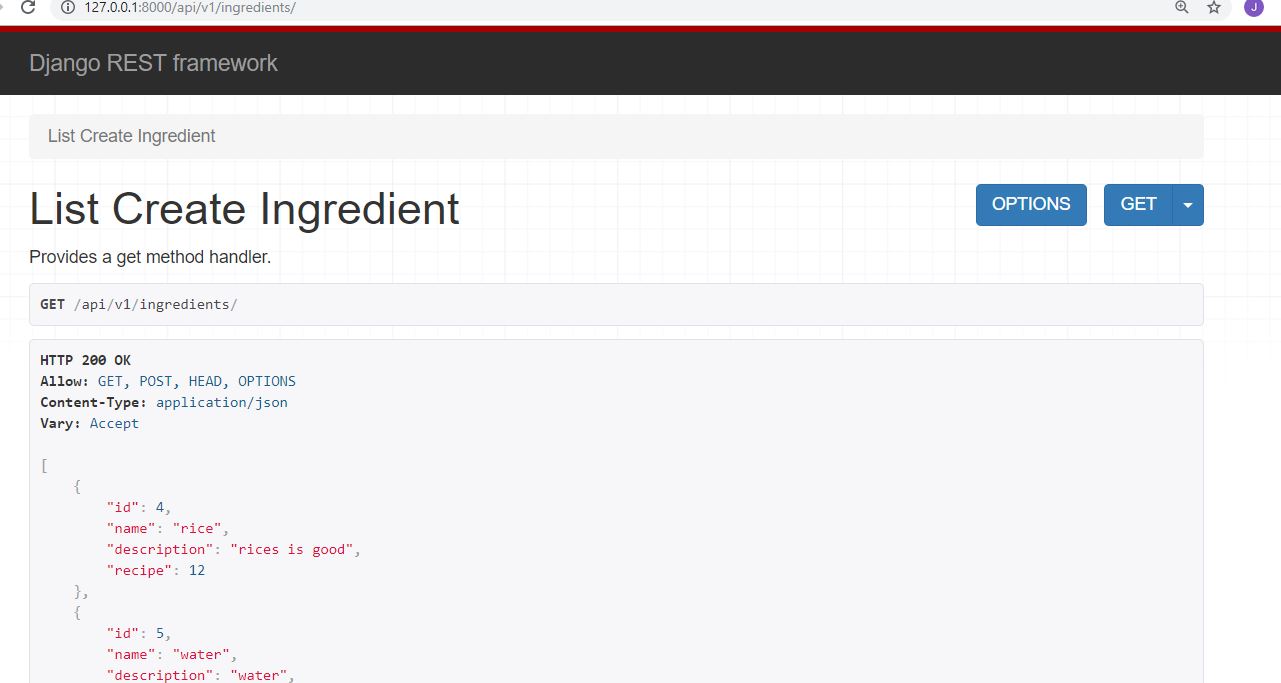 127.0.0.1:8000/api/v1/ingredients/
J
Django REST framework
List Create Ingredient
List Create Ingredient
OPTIONS
GET
Provides a get method handler.
GET /api/v1/ingredients/
HTTP 200 OK
Allow: GET, POST, HEAD, OPTIONS
Content-Type: application/json
Vary: Accept
[
{
"id": 4,
"name": "rice",
"description": "rices is good",
"recipe": 12
},
{
"id": 5,
"name": "water",
"description": "water",